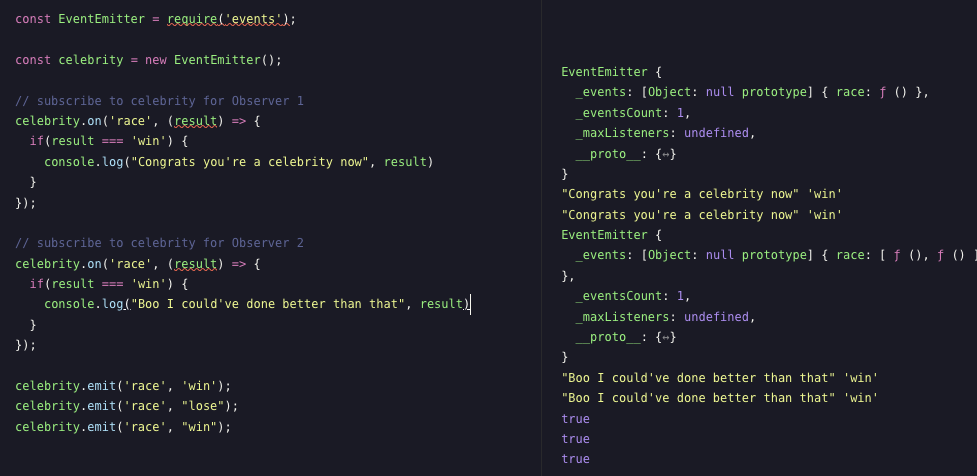 const EventEmitter = require('events');
const celebrity = new EventEmitter();
// subscribe to celebrity for Observer 1
celebrity.on('race', (result) => {
  if(result === 'win') {
    console.log("Congrats you're a celebrity now", result)
  }
});
// subscribe to celebrity for Observer 2
celebrity.on('race', (result) => {
  if(result === 'win') {
    console.log("Boo I could've done better than that", result)
  }
});
celebrity.emit('race', 'win');
celebrity.emit('race', "lose");
celebrity.emit('race', "win");
EventEmitter {
  _events: [Object: null prototype] { race: ƒ () },
  _eventsCount: 1,
  _maxListeners: undefined,
  __proto__: {↔}
}
"Congrats you're a celebrity now" 'win'
"Congrats you're a celebrity now" 'win'
EventEmitter {
  _events: [Object: null prototype] { race: [ ƒ (), ƒ () ]
},
  _eventsCount: 1,
  _maxListeners: undefined,
  __proto__: {↔}
}
"Boo I could've done better than that" 'win'
"Boo I could've done better than that" 'win'
true
true
true